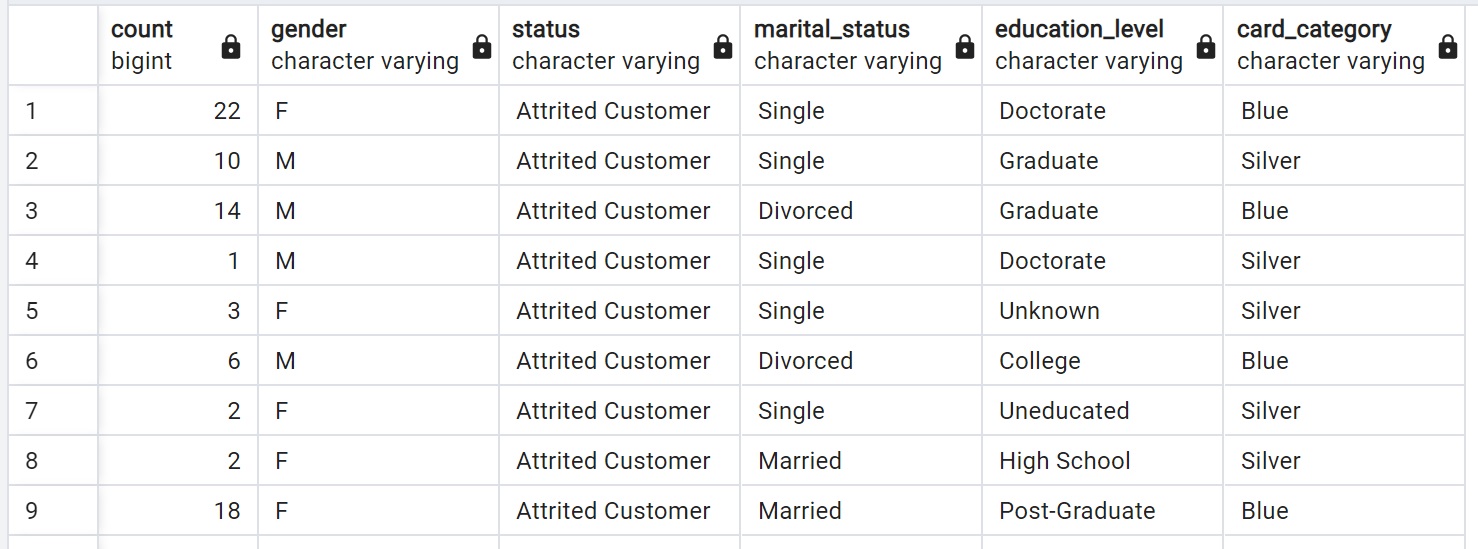 count gender status marital_status education_level card_category
bigint character varying character varying character varying character varying character varying
1 22 F Attrited Customer Single Doctorate Blue
2 10 M Attrited Customer Single Graduate Silver
3 14 M Attrited Customer Divorced Graduate Blue
4 1 M Attrited Customer Single Doctorate Silver
5 3 F Attrited Customer Single Unknown Silver
6 6 M Attrited Customer Divorced College Blue
7 2 F Attrited Customer Single Uneducated Silver
8 2 F Attrited Customer Married High School Silver
9 18 F Attrited Customer Married Post-Graduate Blue